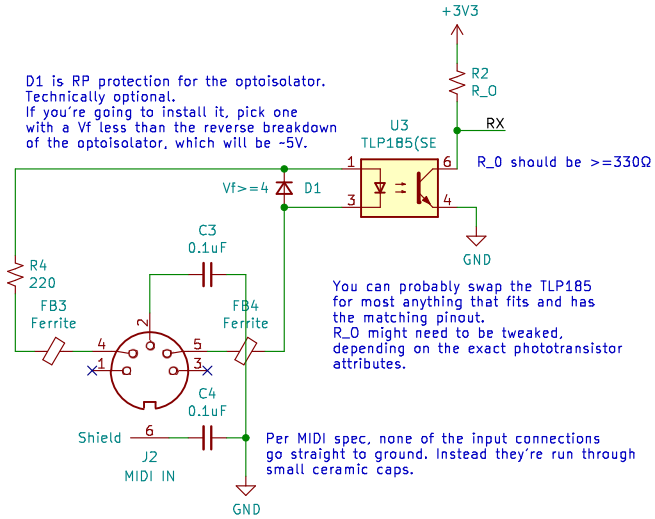 +3V3
D1 is RP protection for the optoisolator.
Technically optional.
If you're going to install it, pick one
with a Vf less than the reverse breakdown
of the optoisolator, which will be ~5V.
R2
R_O
U3
TLP185(SE
RX
1
6
R_O should be >=330Ω
Vf>=4
D1
3
4
GND
C3
0.1uF
R4
220
You can probably swap the TLP185
for most anything that fits and has
the matching pinout.
R_O might need to be tweaked,
depending on the exact phototransistor
attributes.
FB3
Ferrite
2
FB4
Ferrite
4
5
1
3
C4
0.1uF
Shield
6
J2
MIDI IN
Per MIDI spec, none of the input connections
go straight to ground. Instead they're run through
small ceramic caps.
GND